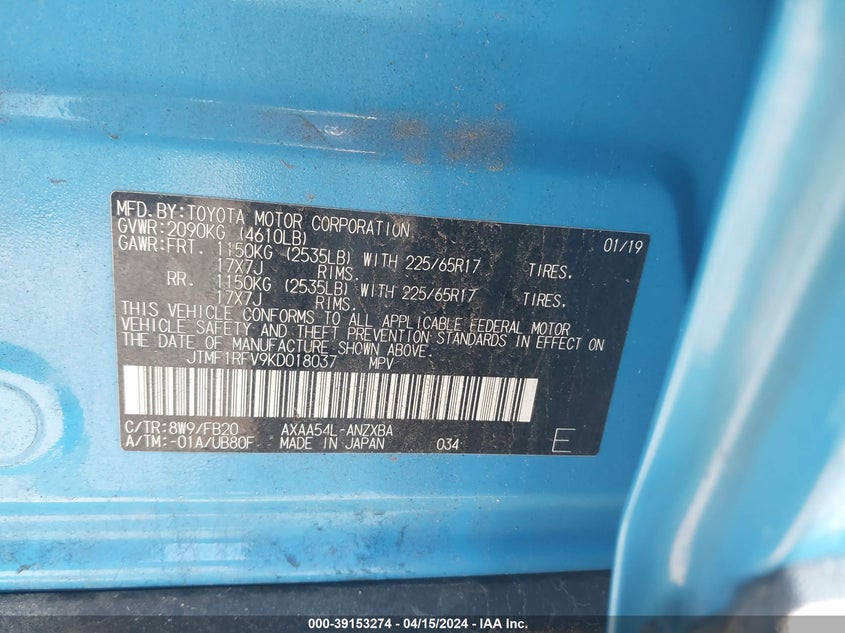 MFD.BY:TOYOTA MOTOR CORPORATION 01/19
GVWR:2090KG (4610LB)
GAWR:FRT. 1150KG (2535LB) WITH 225/65R17 TIRES.
17X7J RIMS.
RR. 1150KG (2535LB) WITH 225/65R17 TIRES.
17X7J RIMS.
THIS VEHICLE CONFORMS TO ALL APPLICABLE FEDERAL MOTOR
VEHICLE SAFETY AND THEFT PREVENTION STANDARDS IN EFFECT ON
THE DATE OF MANUFACTURE SHOWN ABOVE.
JTMF1RFV9KD018037 MPV
C/TR:8W9/FB20 AXAA54L-ANZXBA
A/TM:-01A/UB80F MADE IN JAPAN 034 E
000-39153274 - 04/15/2024 - IAA Inc.